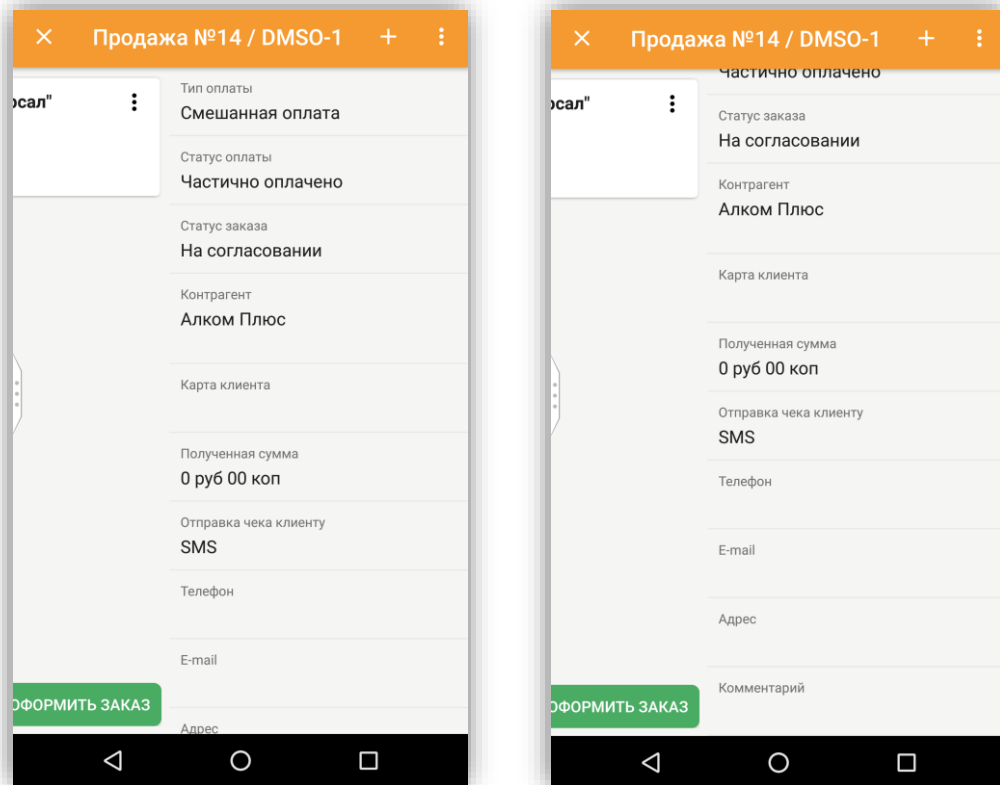 Продажа №14 / DMSO-1
рсал"
Тип оплаты
Смешанная оплата
Статус оплаты
Частично оплачено
Статус заказа
На согласовании
Контрагент
Алком Плюс
Карта клиента
Полученная сумма
0 руб 00 коп
Отправка чека клиенту
SMS
Телефон
E-mail
Адрес
ОФОРМИТЬ ЗАКАЗ
Продажа №14 / DMSO-1
рсал"
Частично оплачено
Статус заказа
На согласовании
Контрагент
Алком Плюс
Карта клиента
Полученная сумма
0 руб 00 коп
Отправка чека клиенту
SMS
Телефон
E-mail
Адрес
Комментарий
ОФОРМИТЬ ЗАКАЗ